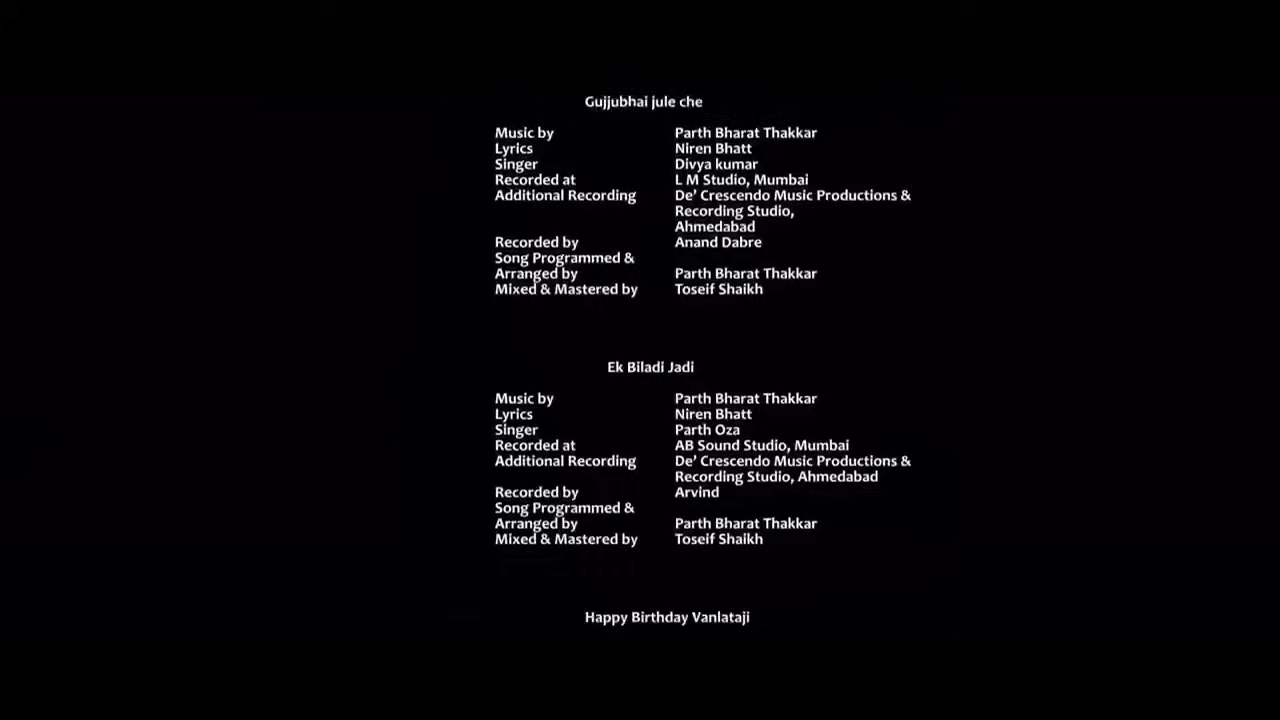 Gujjubhai jule che
Music by Parth Bharat Thakkar
Lyrics Niren Bhatt
Singer Divya kumar
Recorded at L M Studio, Mumbai
Additional Recording De' Crescendo Music Productions &
Recording Studio,
Ahmedabad
Recorded by Anand Dabre
Song Programmed &
Arranged by Parth Bharat Thakkar
Mixed & Mastered by Toseif Shaikh
Ek Biladi Jadi
Music by Parth Bharat Thakkar
Lyrics Niren Bhatt
Singer Parth Oza
Recorded at AB Sound Studio, Mumbai
Additional Recording De' Crescendo Music Productions &
Recording Studio, Ahmedabad
Recorded by Arvind
Song Programmed &
Arranged by Parth Bharat Thakkar
Mixed & Mastered by Toseif Shaikh
Happy Birthday Vanlataji